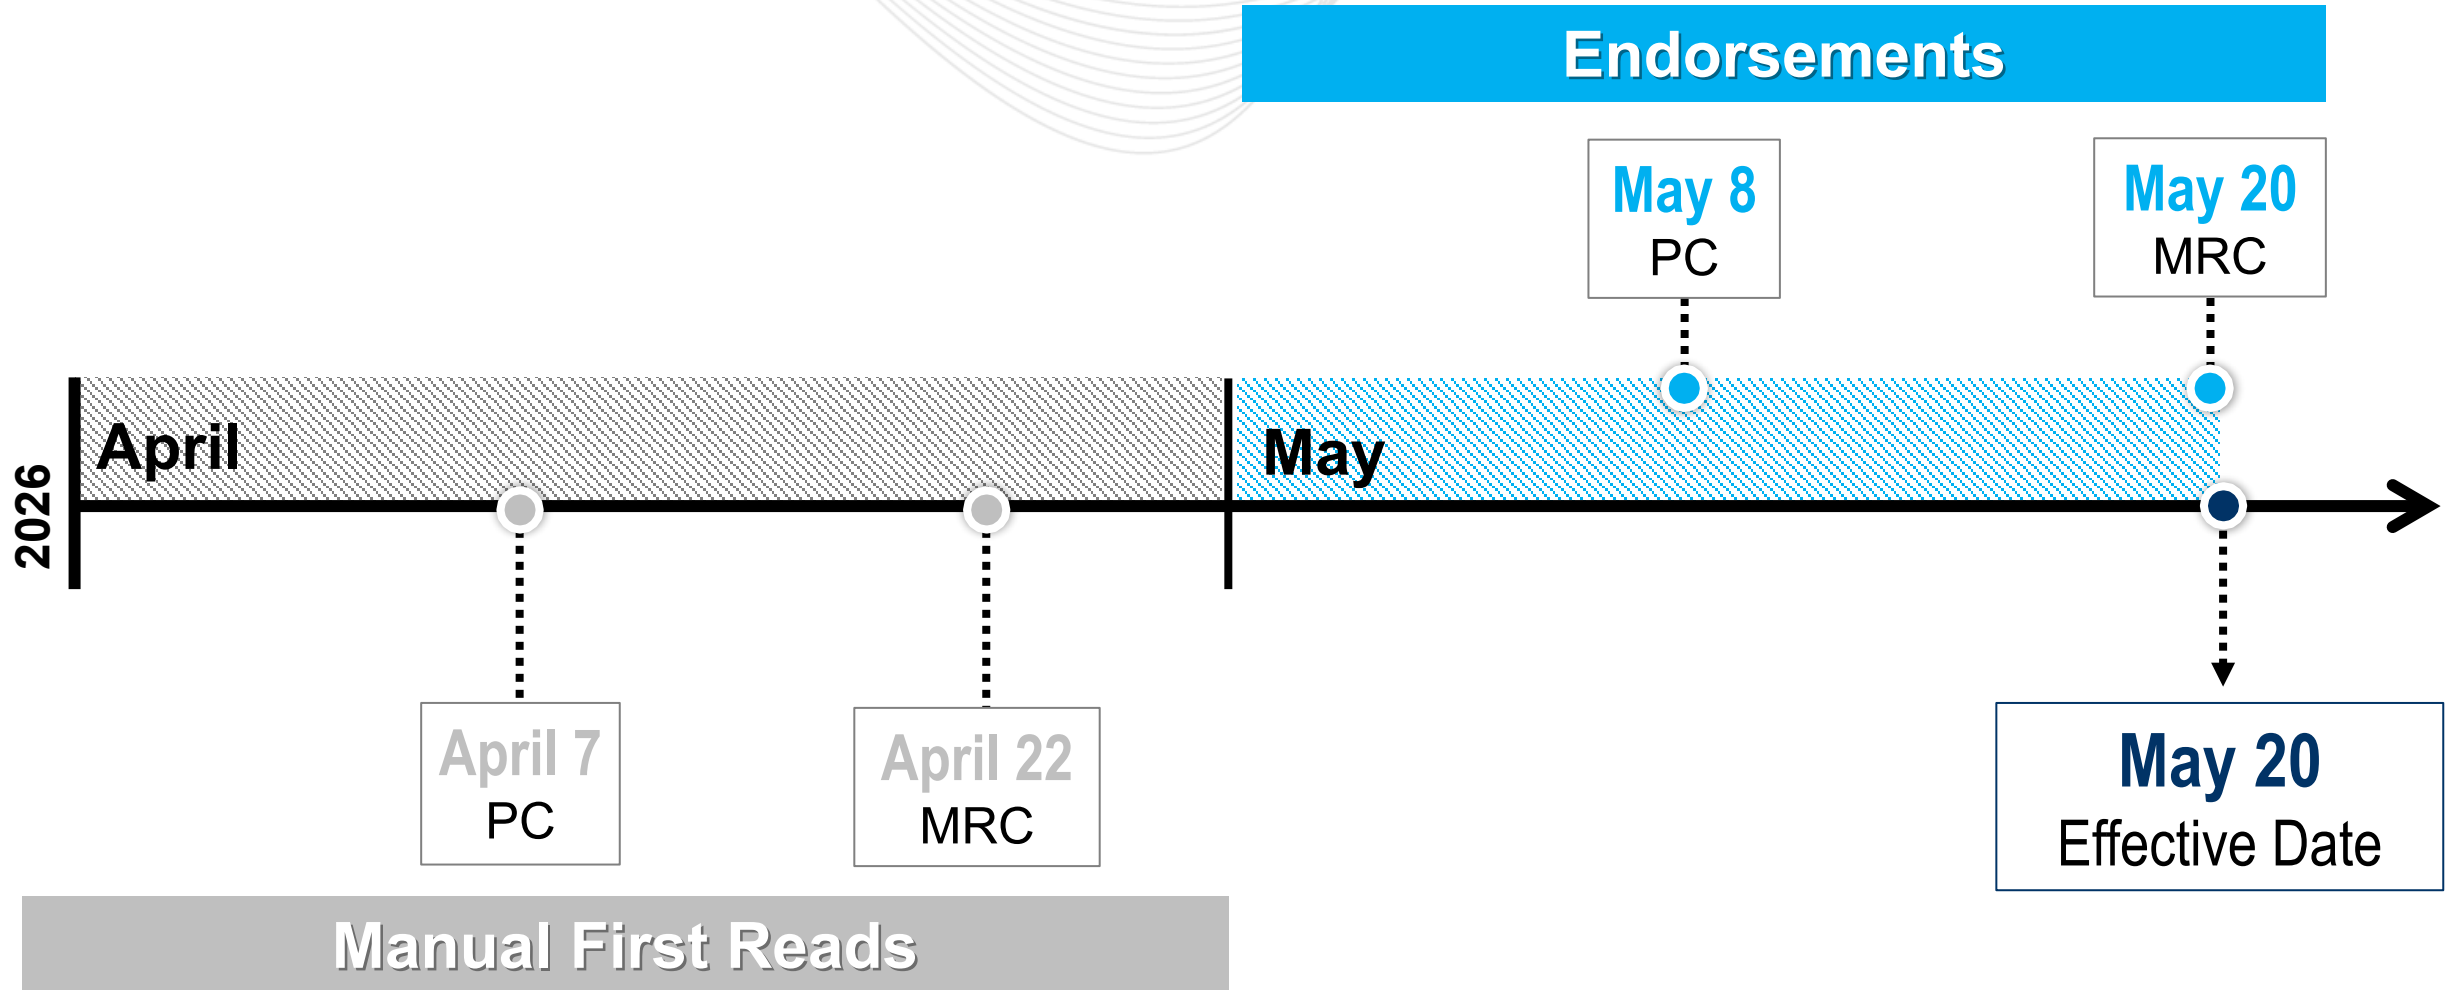 Endorsements
May 8
PC
May 20
MRC
2026
April
May
April 7
PC
April 22
MRC
May 20
Effective Date
Manual First Reads